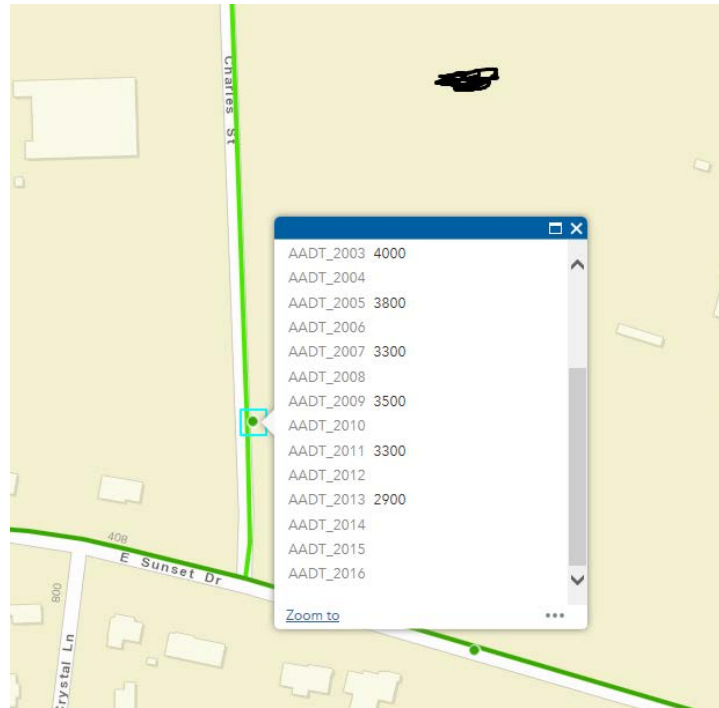 Charles St
AADT_2003 4000
AADT_2004
AADT_2005 3800
AADT_2006
AADT_2007 3300
AADT_2008
AADT_2009 3500
AADT_2010
AADT_2011 3300
AADT_2012
AADT_2013 2900
AADT_2014
AADT_2015
AADT_2016
Zoom to
408
E Sunset Dr
800
Crystal Ln